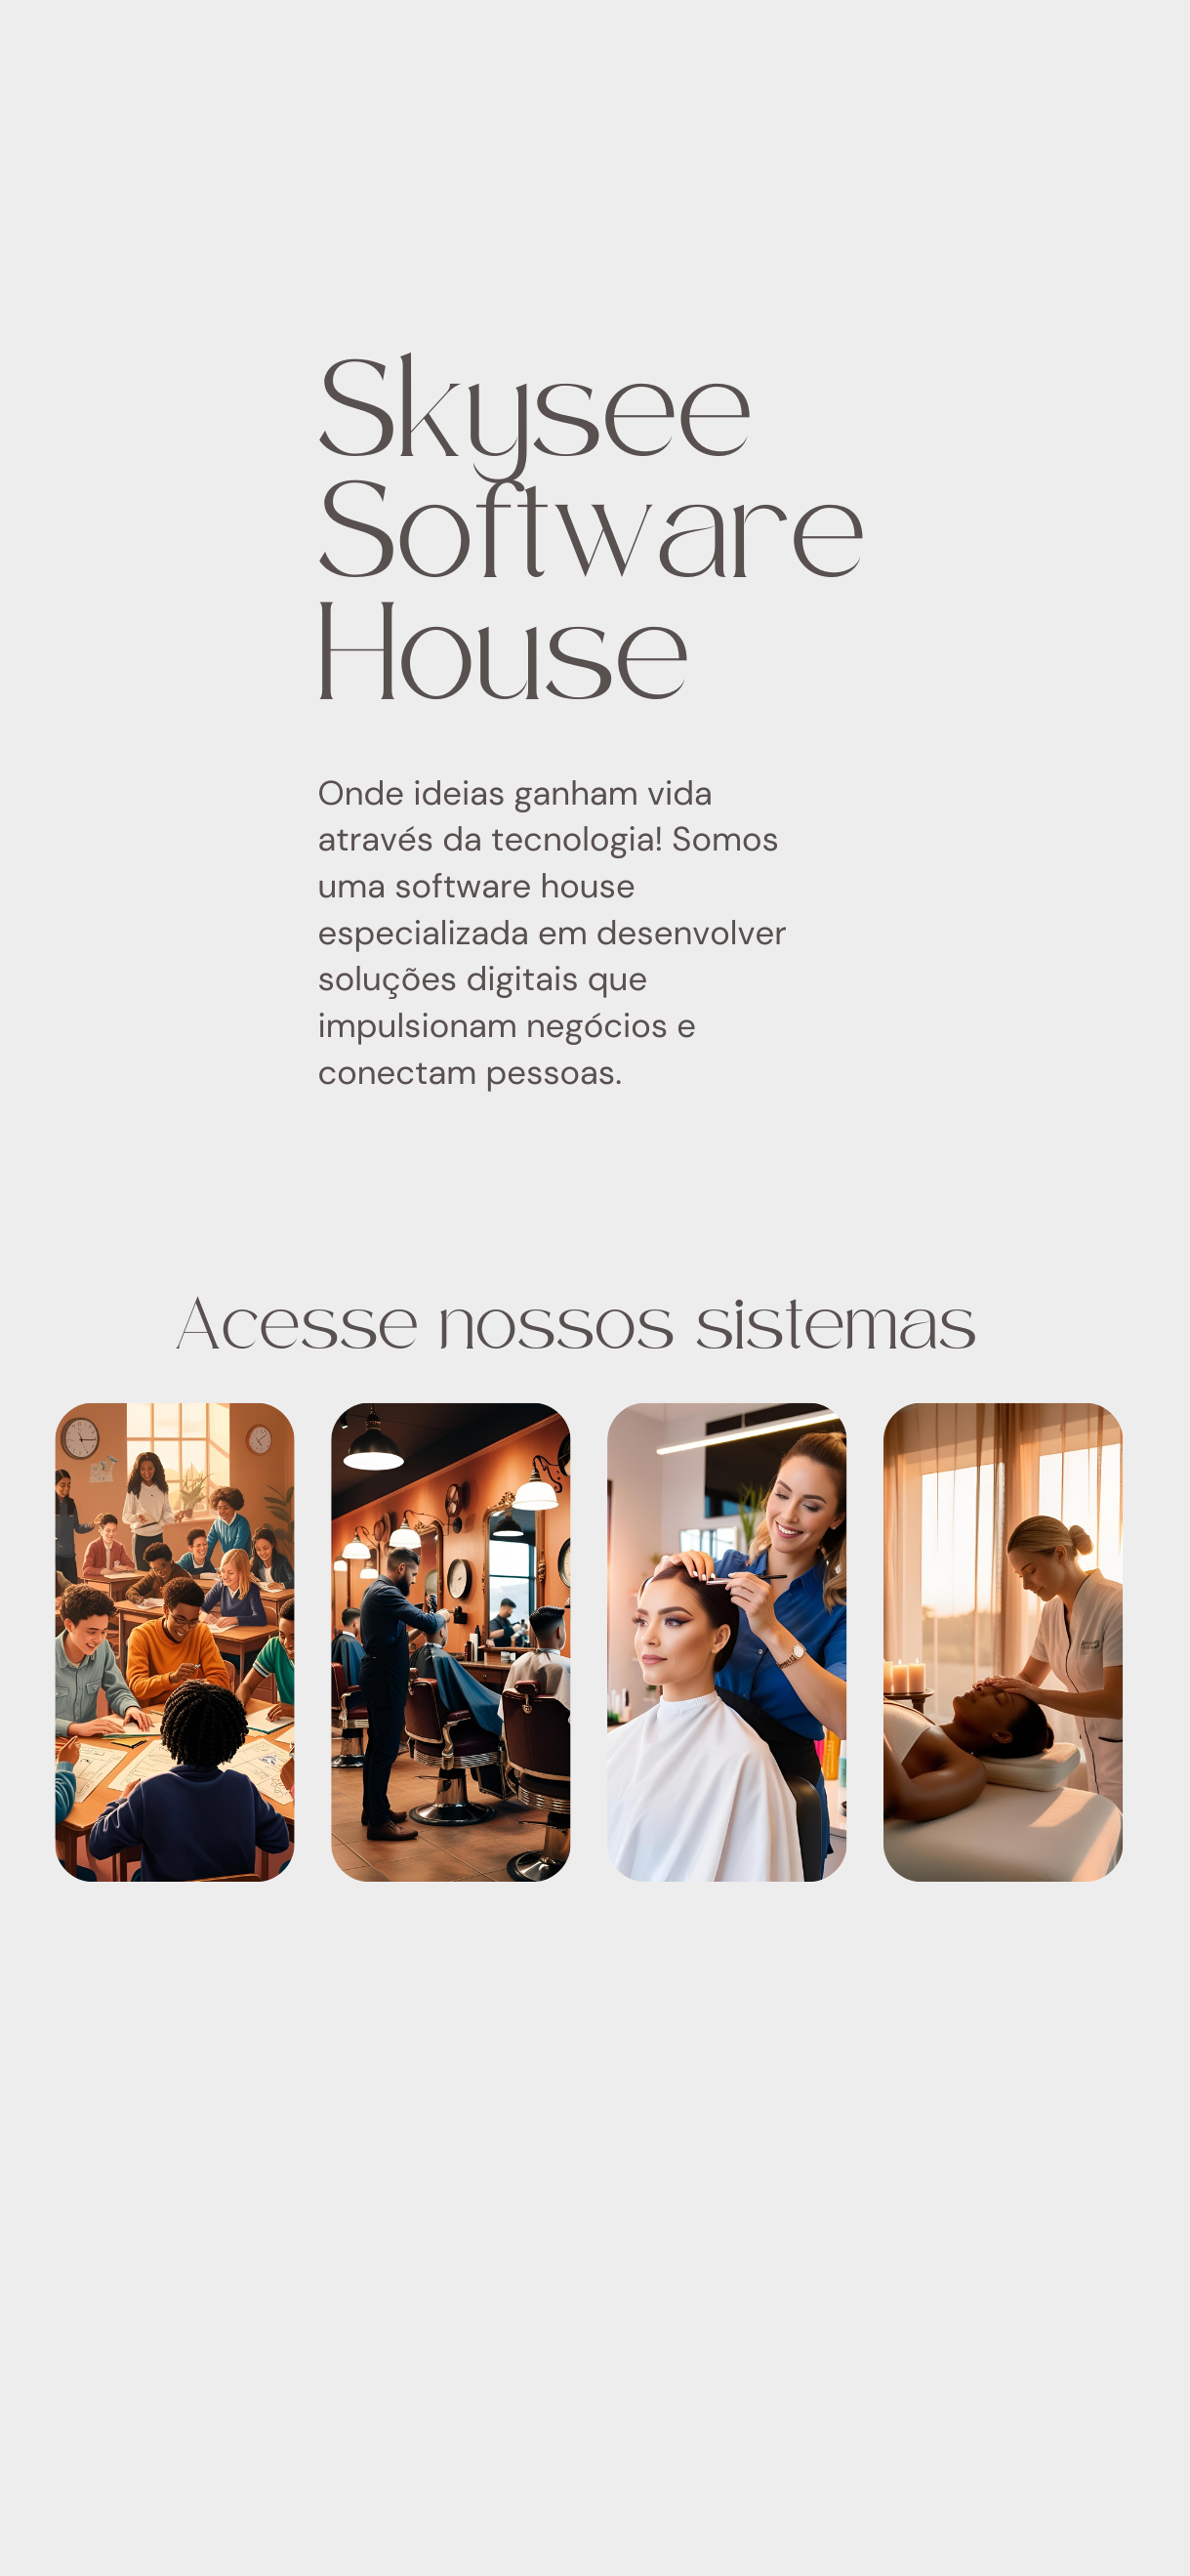 Skysee
Software
House
Onde ideias ganham vida
através da tecnologia! Somos
uma software house
especializada em desenvolver
soluções digitais que
impulsionam negócios e
conectam pessoas.
Acesse nossos sistemas